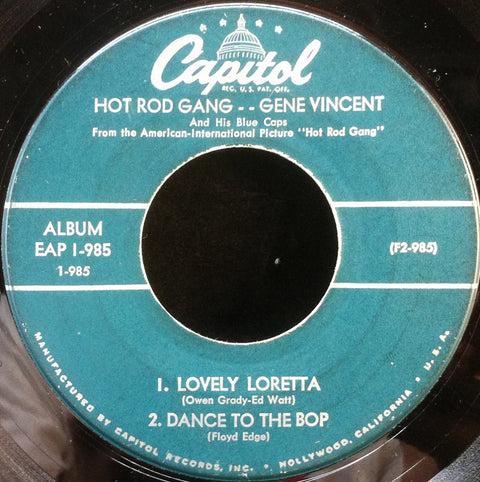 Capitol
REG. U.S. PAT. OFF.
HOT ROD GANG - - GENE VINCENT
And His Blue Caps
From the American-International Picture "Hot Rod Gang"
ALBUM
EAP 1-985
1-985
(F2-985)
1. LOVELY LORETTA
(Owen Grady-Ed Watt)
2. DANCE TO THE BOP
(Floyd Edge)
MANUFACTURED BY CAPITOL RECORDS, INC. • HOLLYWOOD, CALIFORNIA • U.S.A.